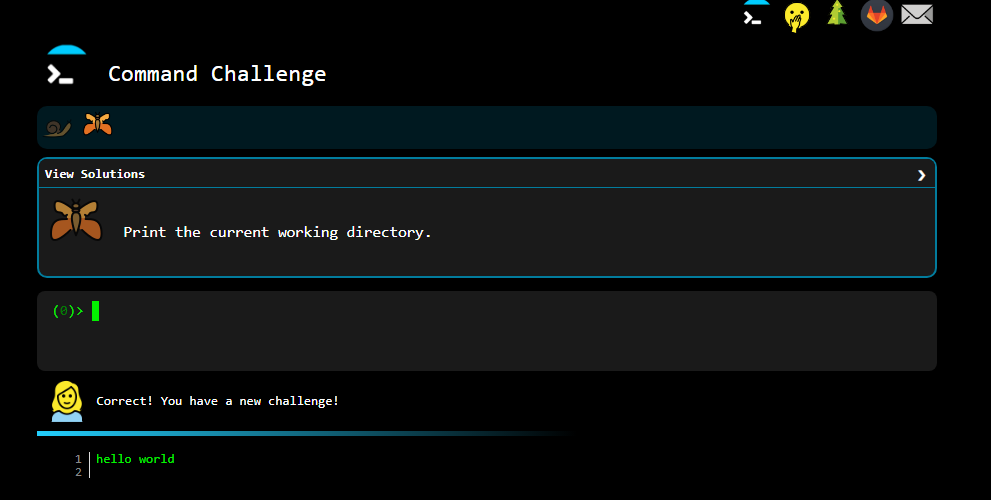 Command Challenge
View Solutions
Print the current working directory.
(0)>
Correct! You have a new challenge!
1 hello world
2